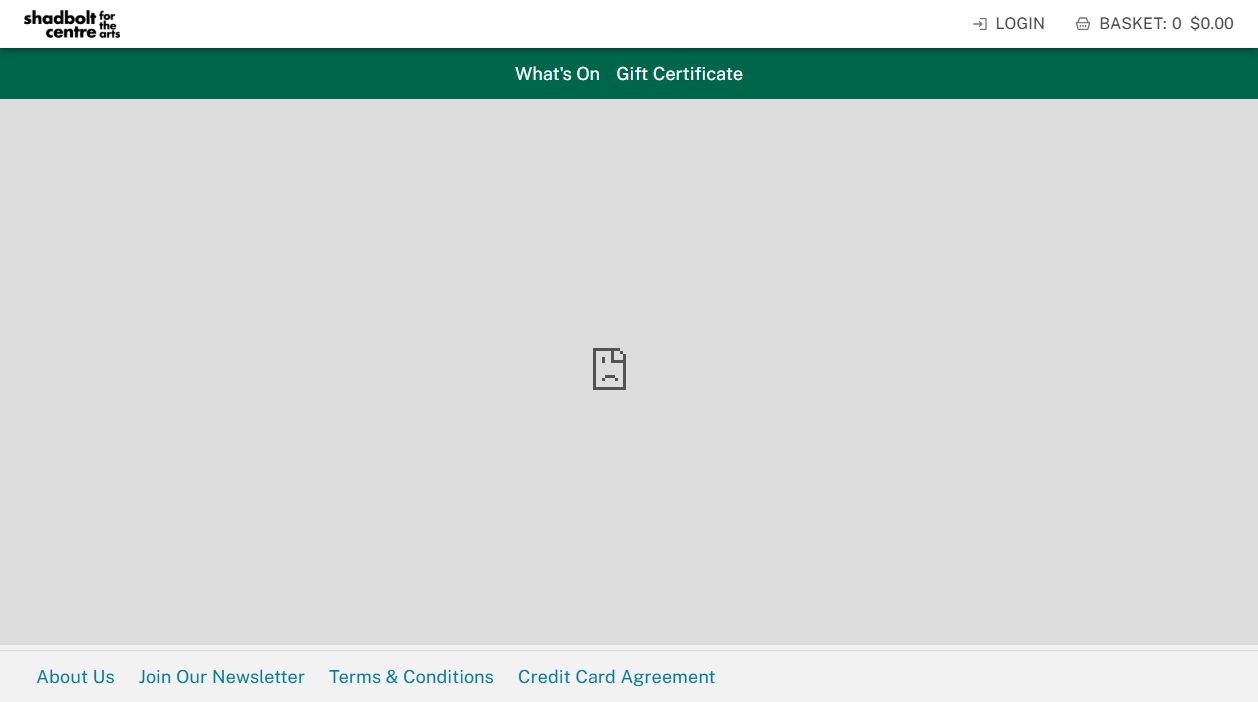 shadbolt for the centre arts
LOGIN
BASKET: 0 $0.00
What's On Gift Certificate
About Us Join Our Newsletter Terms & Conditions Credit Card Agreement